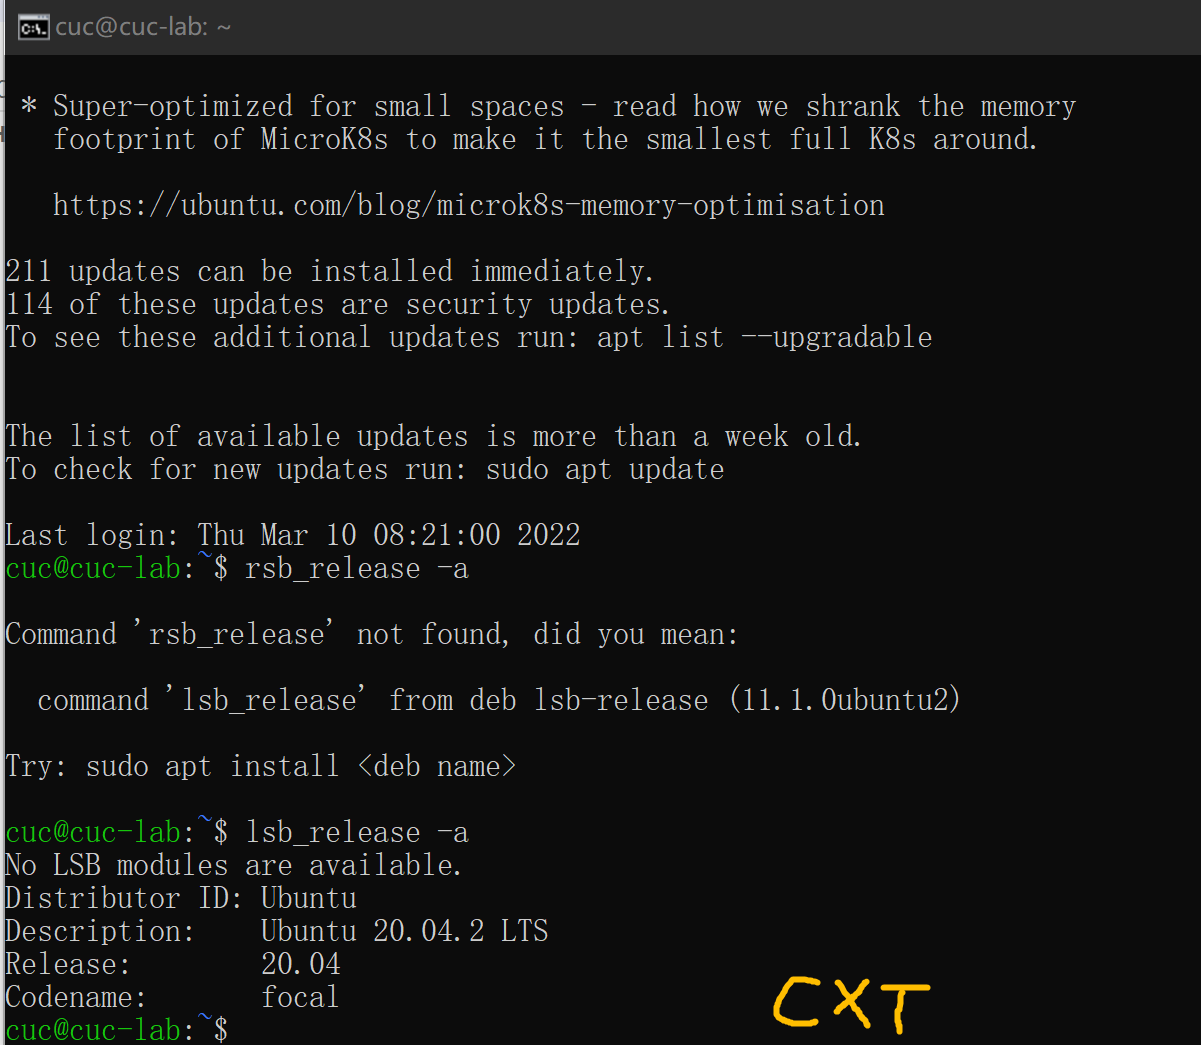 cuc@cuc-lab: ~
* Super-optimized for small spaces - read how we shrank the memory
footprint of MicroK8s to make it the smallest full K8s around.
https://ubuntu.com/blog/microk8s-memory-optimisation
211 updates can be installed immediately.
114 of these updates are security updates.
To see these additional updates run: apt list --upgradable
The list of available updates is more than a week old.
To check for new updates run: sudo apt update
Last login: Thu Mar 10 08:21:00 2022
cuc@cuc-lab:~$ rsb_release -a
Command 'rsb_release' not found, did you mean:
command 'lsb_release' from deb lsb-release (11.1.0ubuntu2)
Try: sudo apt install <deb name>
cuc@cuc-lab:~$ lsb_release -a
No LSB modules are available.
Distributor ID: Ubuntu
Description: Ubuntu 20.04.2 LTS
Release: 20.04
Codename: focal
cuc@cuc-lab:~$
CXT